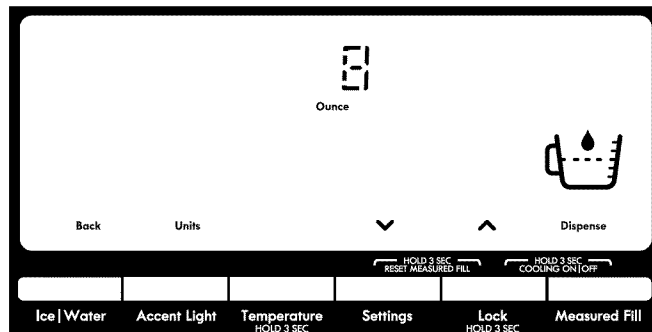 8
Ounce
Back Units Dispense
HOLD 3 SEC HOLD 3 SEC
RESET MEASURED FILL COOLING ON|OFF
Ice|Water Accent Light Temperature Settings Lock Measured Fill
HOLD 3 SEC HOLD 3 SEC